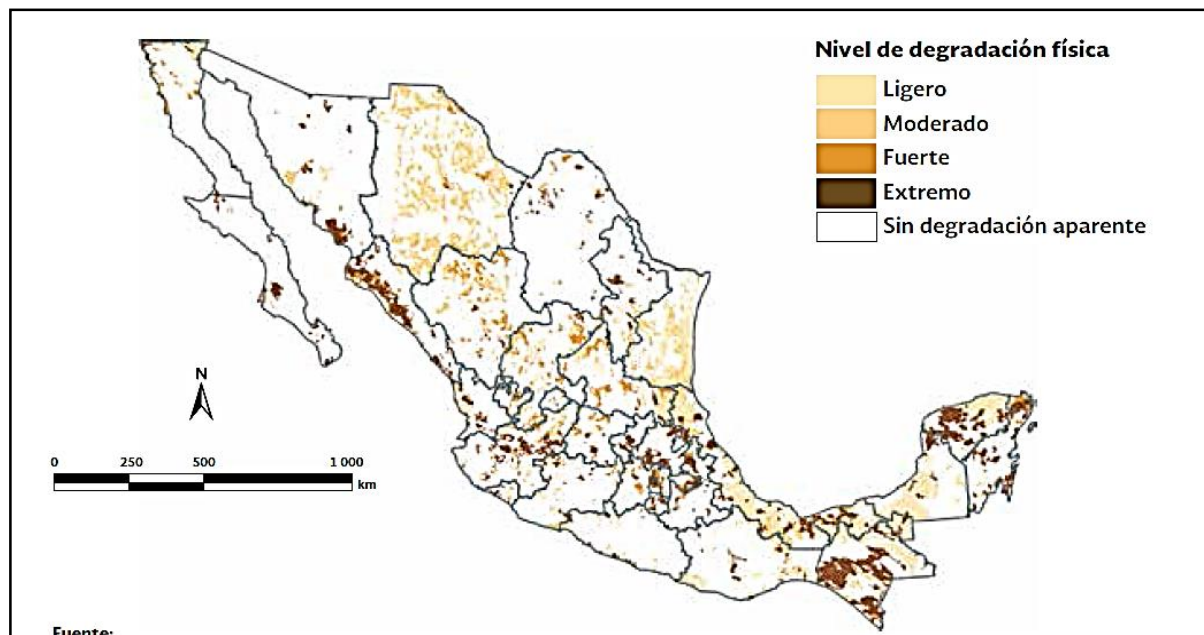 Nivel de degradación física
Ligero
Moderado
Fuerte
Extremo
Sin degradación aparente
N
0 250 500 1 000
km
Fuente: